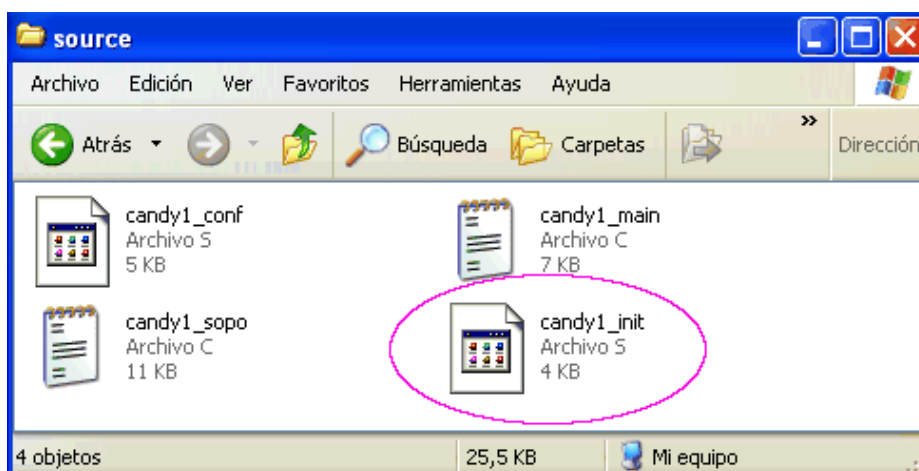 source
Archivo Edición Ver Favoritos Herramientas Ayuda
Atrás Búsqueda Carpetas » Dirección
candy1_conf
Archivo S
5 KB
candy1_main
Archivo C
7 KB
candy1_sopo
Archivo C
11 KB
candy1_init
Archivo S
4 KB
4 objetos 25,5 KB Mi equipo